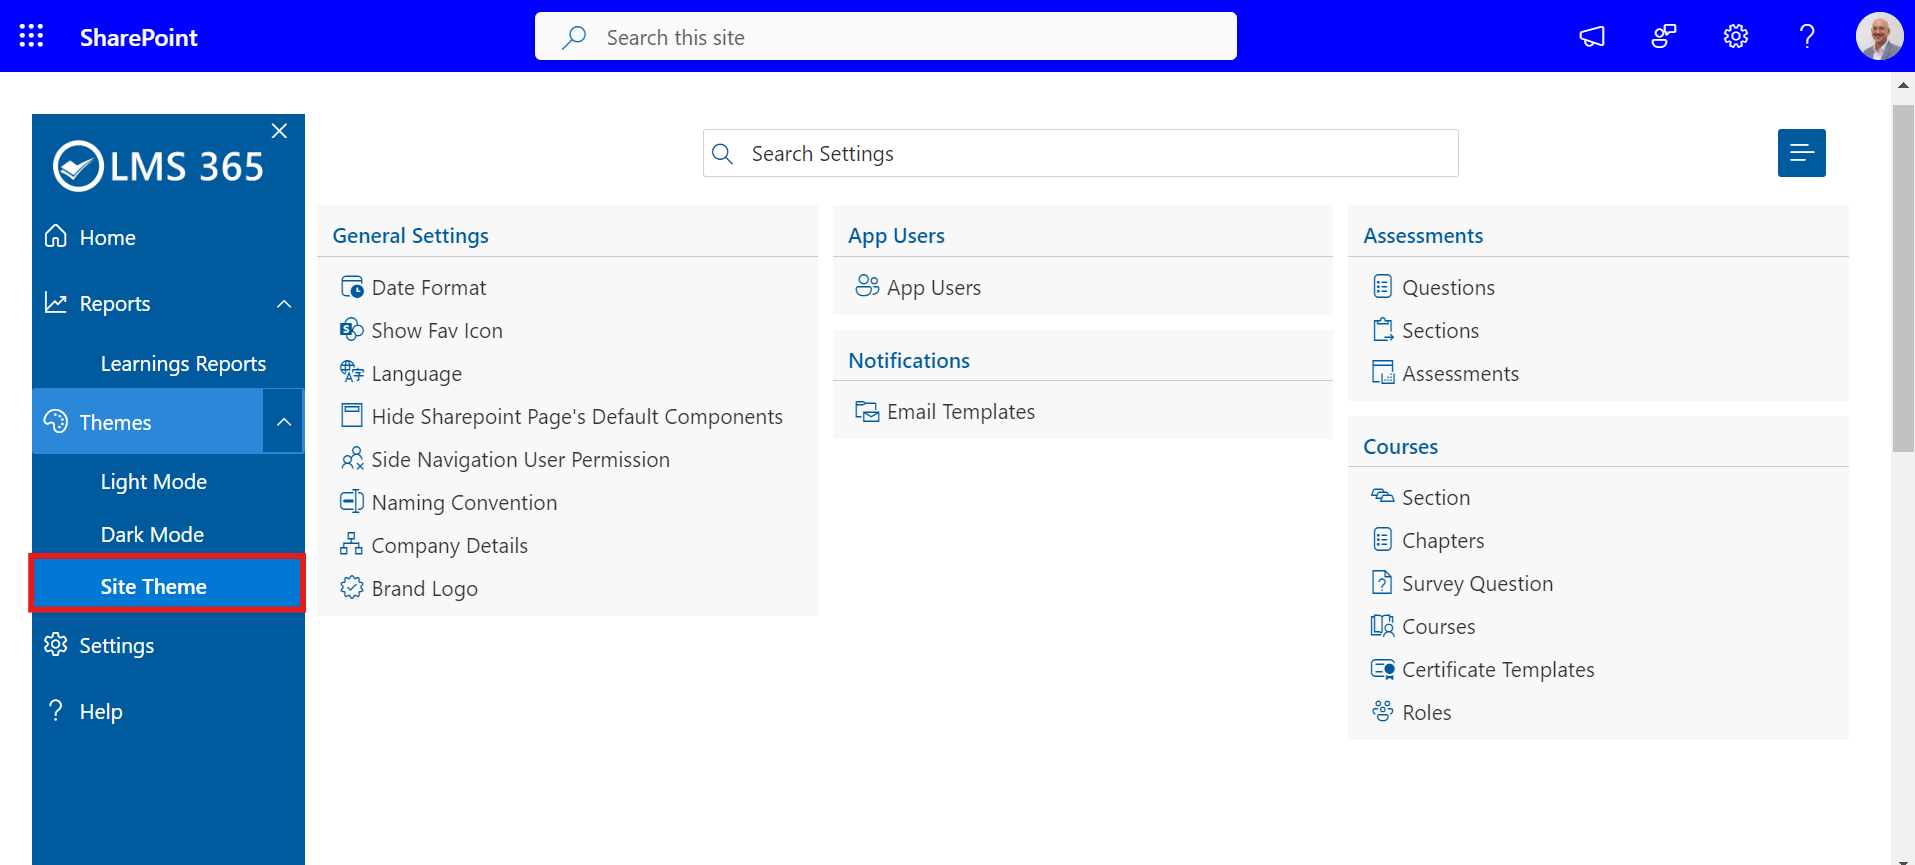 SharePoint
Search this site
LMS 365
Home
Reports
Learnings Reports
Themes
Light Mode
Dark Mode
Site Theme
Settings
Help
Search Settings
General Settings
Date Format
Show Fav Icon
Language
Hide Sharepoint Page's Default Components
Side Navigation User Permission
Naming Convention
Company Details
Brand Logo
App Users
App Users
Notifications
Email Templates
Assessments
Questions
Sections
Assessments
Courses
Section
Chapters
Survey Question
Courses
Certificate Templates
Roles